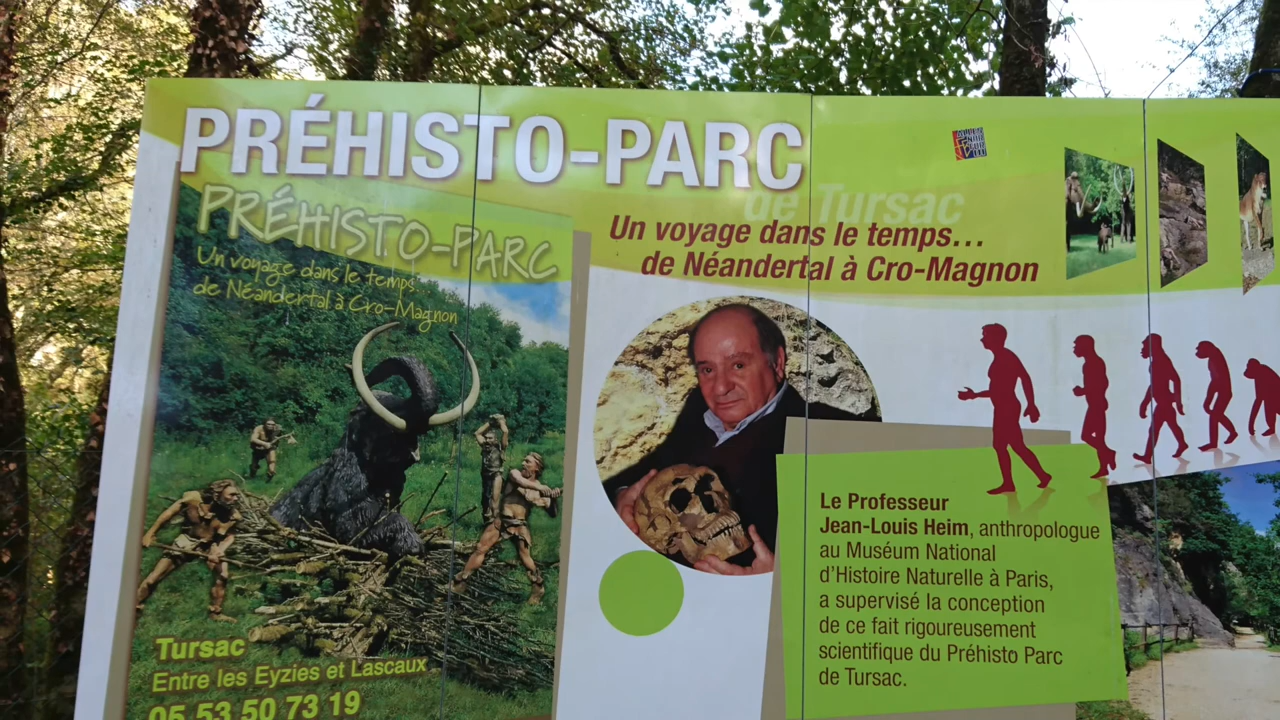 PRÉHISTO-PARC
de Tursac
Un voyage dans le temps...
de Néandertal à Cro-Magnon
PRÉHISTO-PARC
Un voyage dans le temps...
de Néandertal à Cro-Magnon
Tursac
Entre les Eyzies et Lascaux
05 53 50 73 19
Le Professeur
Jean-Louis Heim, anthropologue
au Muséum National
d'Histoire Naturelle à Paris,
a supervisé la conception
de ce fait rigoureusement
scientifique du Préhisto Parc
de Tursac.